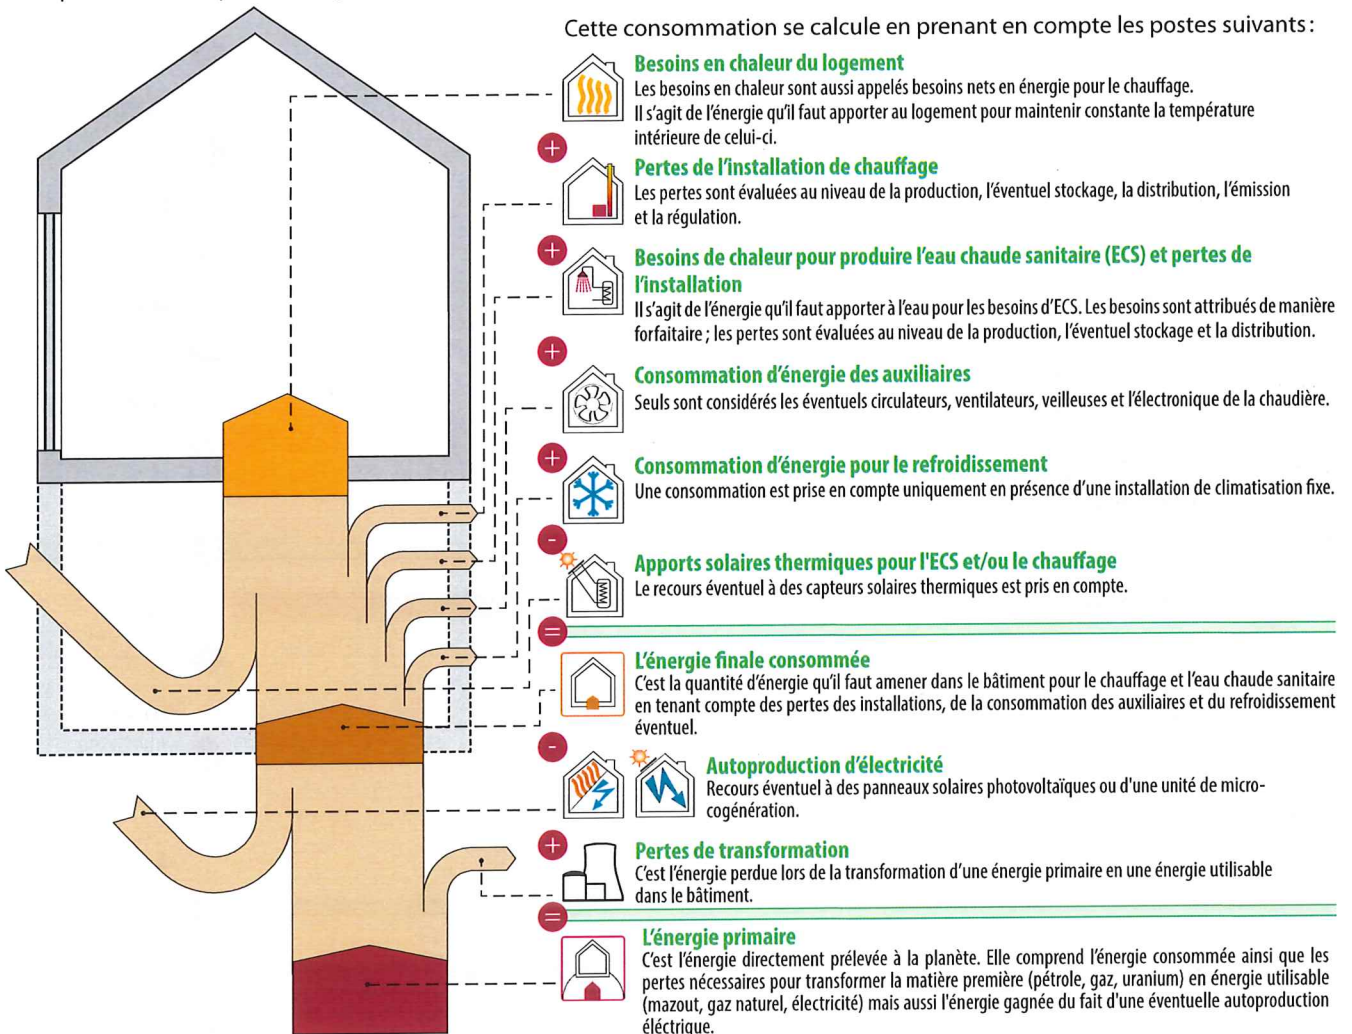 Cette consommation se calcule en prenant en compte les postes suivants :
Besoins en chaleur du logement
Les besoins en chaleur sont aussi appelés besoins nets en énergie pour le chauffage.
Il s'agit de l'énergie qu'il faut apporter au logement pour maintenir constante la température
intérieure de celui-ci.
+
Pertes de l'installation de chauffage
Les pertes sont évaluées au niveau de la production, l'éventuel stockage, la distribution, l'émission
et la régulation.
+
Besoins de chaleur pour produire l'eau chaude sanitaire (ECS) et pertes de
l'installation
Il s'agit de l'énergie qu'il faut apporter à l'eau pour les besoins d'ECS. Les besoins sont attribués de manière
forfaitaire ; les pertes sont évaluées au niveau de la production, l'éventuel stockage et la distribution.
+
Consommation d'énergie des auxiliaires
Seuls sont considérés les éventuels circulateurs, ventilateurs, veilleuses et l'électronique de la chaudière.
+
Consommation d'énergie pour le refroidissement
Une consommation est prise en compte uniquement en présence d'une installation de climatisation fixe.
-
Apports solaires thermiques pour l'ECS et/ou le chauffage
Le recours éventuel à des capteurs solaires thermiques est pris en compte.
=
L'énergie finale consommée
C'est la quantité d'énergie qu'il faut amener dans le bâtiment pour le chauffage et l'eau chaude sanitaire
en tenant compte des pertes des installations, de la consommation des auxiliaires et du refroidissement
éventuel.
-
Autoproduction d'électricité
Recours éventuel à des panneaux solaires photovoltaïques ou d'une unité de micro-
cogénération.
+
Pertes de transformation
C'est l'énergie perdue lors de la transformation d'une énergie primaire en une énergie utilisable
dans le bâtiment.
=
L'énergie primaire
C'est l'énergie directement prélevée à la planète. Elle comprend l'énergie consommée ainsi que les
pertes nécessaires pour transformer la matière première (pétrole, gaz, uranium) en énergie utilisable
(mazout, gaz naturel, électricité) mais aussi l'énergie gagnée du fait d'une éventuelle autoproduction
éléctrique.